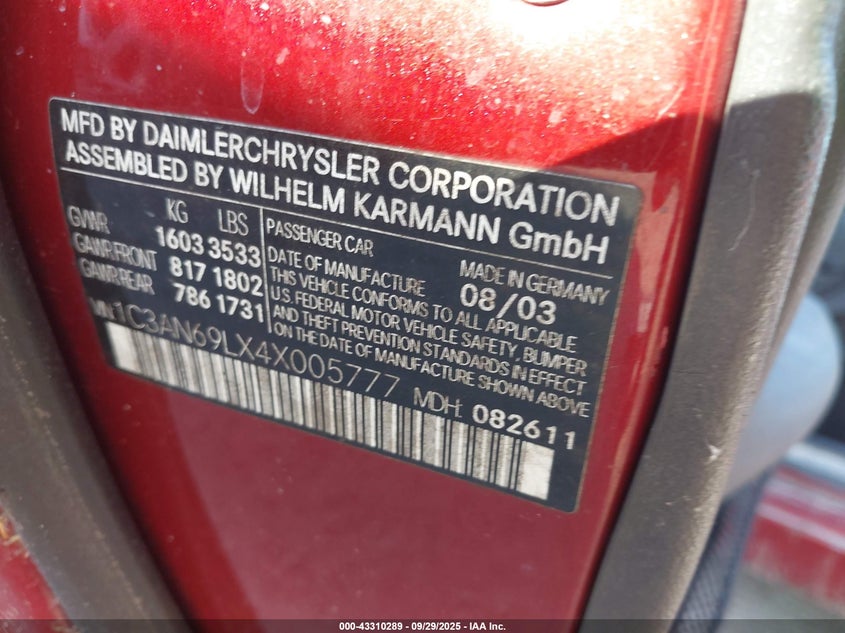 MFD BY DAIMLERCHRYSLER CORPORATION
ASSEMBLED BY WILHELM KARMANN GmbH
KG LBS
GVWR 1603 3533
GAWR FRONT 817 1802
GAWR REAR 786 1731
PASSENGER CAR MADE IN GERMANY
DATE OF MANUFACTURE 08/03
THIS VEHICLE CONFORMS TO ALL APPLICABLE
U.S. FEDERAL MOTOR VEHICLE SAFETY, BUMPER
AND THEFT PREVENTION STANDARDS IN EFFECT
ON THE DATE OF MANUFACTURE SHOWN ABOVE
VIN 1C3AN69LX4X005777 MDH: 082611
000-43310289 - 09/29/2025 - IAA Inc.